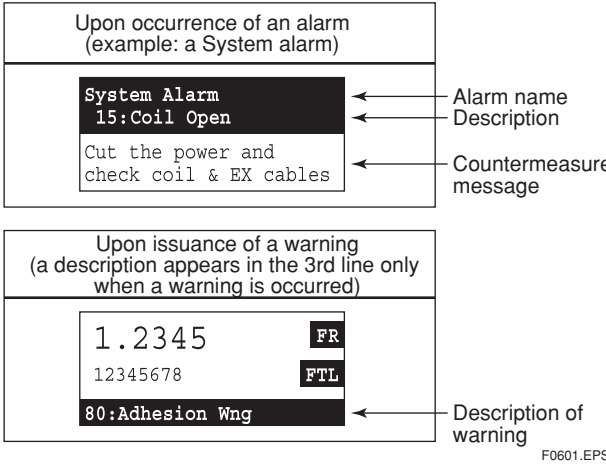 Upon occurrence of an alarm
(example: a System alarm)
System Alarm
15:Coil Open
Cut the power and
check coil & EX cables
Alarm name
Description
Countermeasure
message
Upon issuance of a warning
(a description appears in the 3rd line only
when a warning is occurred)
1.2345 FR
12345678 FTL
80:Adhesion Wng
Description of
warning
F0601.EPS